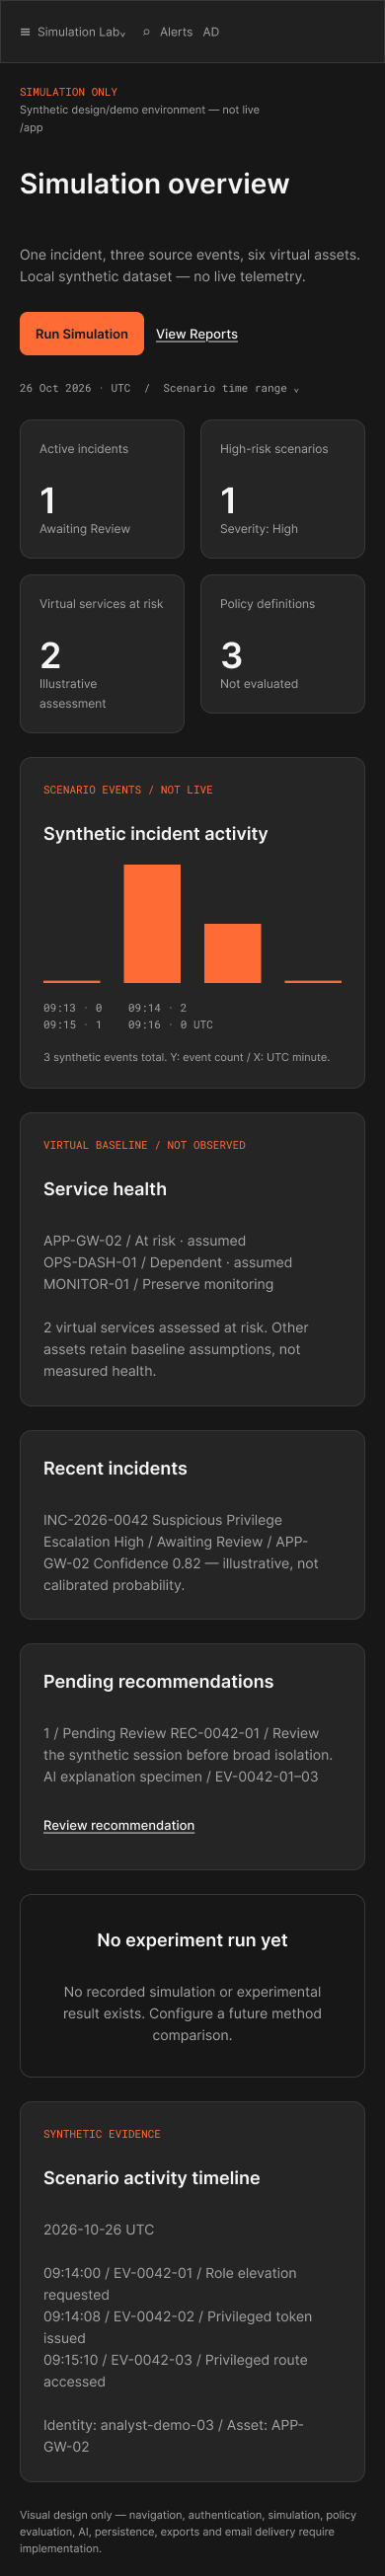 ≡ Simulation Lab⌄ ⌕ Alerts AD
SIMULATION ONLY
Synthetic design/demo environment — not live
/app
Simulation overview
One incident, three source events, six virtual assets.
Local synthetic dataset — no live telemetry.
Run Simulation View Reports
26 Oct 2026 · UTC / Scenario time range ⌄
Active incidents
1
Awaiting Review
High-risk scenarios
1
Severity: High
Virtual services at risk
2
Illustrative
assessment
Policy definitions
3
Not evaluated
SCENARIO EVENTS / NOT LIVE
Synthetic incident activity
09:13 · 0 09:14 · 2
09:15 · 1 09:16 · 0 UTC
3 synthetic events total. Y: event count / X: UTC minute.
VIRTUAL BASELINE / NOT OBSERVED
Service health
APP-GW-02 / At risk · assumed
OPS-DASH-01 / Dependent · assumed
MONITOR-01 / Preserve monitoring
2 virtual services assessed at risk. Other
assets retain baseline assumptions, not
measured health.
Recent incidents
INC-2026-0042 Suspicious Privilege
Escalation High / Awaiting Review / APP-
GW-02 Confidence 0.82 — illustrative, not
calibrated probability.
Pending recommendations
1 / Pending Review REC-0042-01 / Review
the synthetic session before broad isolation.
AI explanation specimen / EV-0042-01–03
Review recommendation
No experiment run yet
No recorded simulation or experimental
result exists. Configure a future method
comparison.
SYNTHETIC EVIDENCE
Scenario activity timeline
2026-10-26 UTC
09:14:00 / EV-0042-01 / Role elevation
requested
09:14:08 / EV-0042-02 / Privileged token
issued
09:15:10 / EV-0042-03 / Privileged route
accessed
Identity: analyst-demo-03 / Asset: APP-
GW-02
Visual design only — navigation, authentication, simulation, policy
evaluation, AI, persistence, exports and email delivery require
implementation.